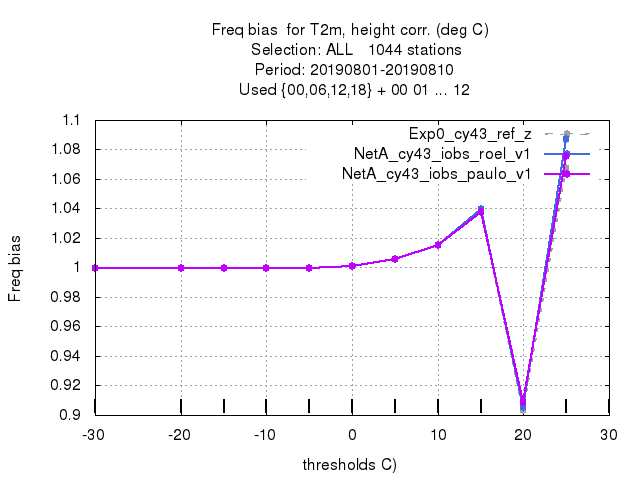 Freq bias  for T2m, height corr. (deg C)
Selection: ALL   1044 stations
Period: 20190801-20190810
Used {00,06,12,18} + 00 01 ... 12
Exp0_cy43_ref_z
NetA_cy43_iobs_roel_v1
NetA_cy43_iobs_paulo_v1
Freq bias
1.1
1.08
1.06
1.04
1.02
1
0.98
0.96
0.94
0.92
0.9
-30 -20 -10 0 10 20 30
thresholds C)